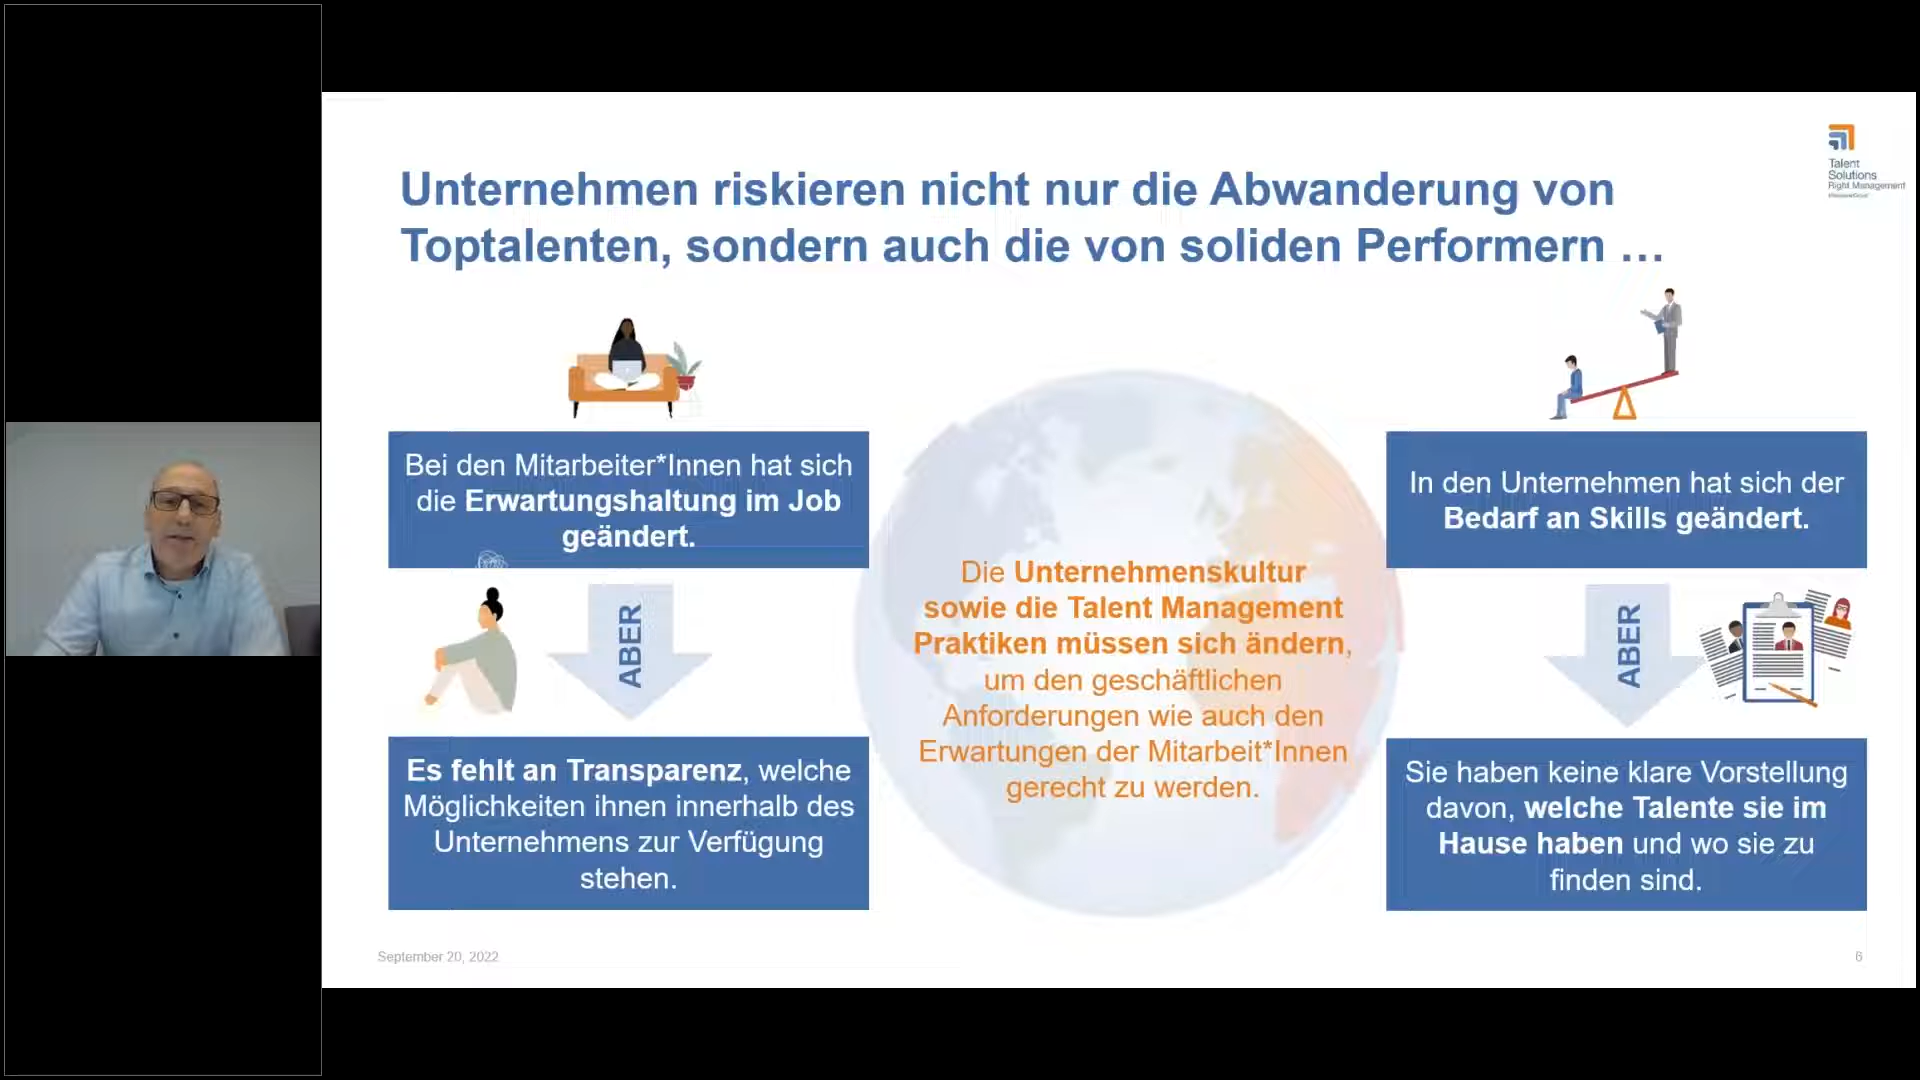 Talent
Solutions
Right Management
Unternehmen riskieren nicht nur die Abwanderung von
Toptalenten, sondern auch die von soliden Performern …
Bei den Mitarbeiter*Innen hat sich
die Erwartungshaltung im Job
geändert.
ABER
Es fehlt an Transparenz, welche
Möglichkeiten ihnen innerhalb des
Unternehmens zur Verfügung
stehen.
Die Unternehmenskultur
sowie die Talent Management
Praktiken müssen sich ändern,
um den geschäftlichen
Anforderungen wie auch den
Erwartungen der Mitarbeit*Innen
gerecht zu werden.
In den Unternehmen hat sich der
Bedarf an Skills geändert.
ABER
Sie haben keine klare Vorstellung
davon, welche Talente sie im
Hause haben und wo sie zu
finden sind.
September 20, 2022
6